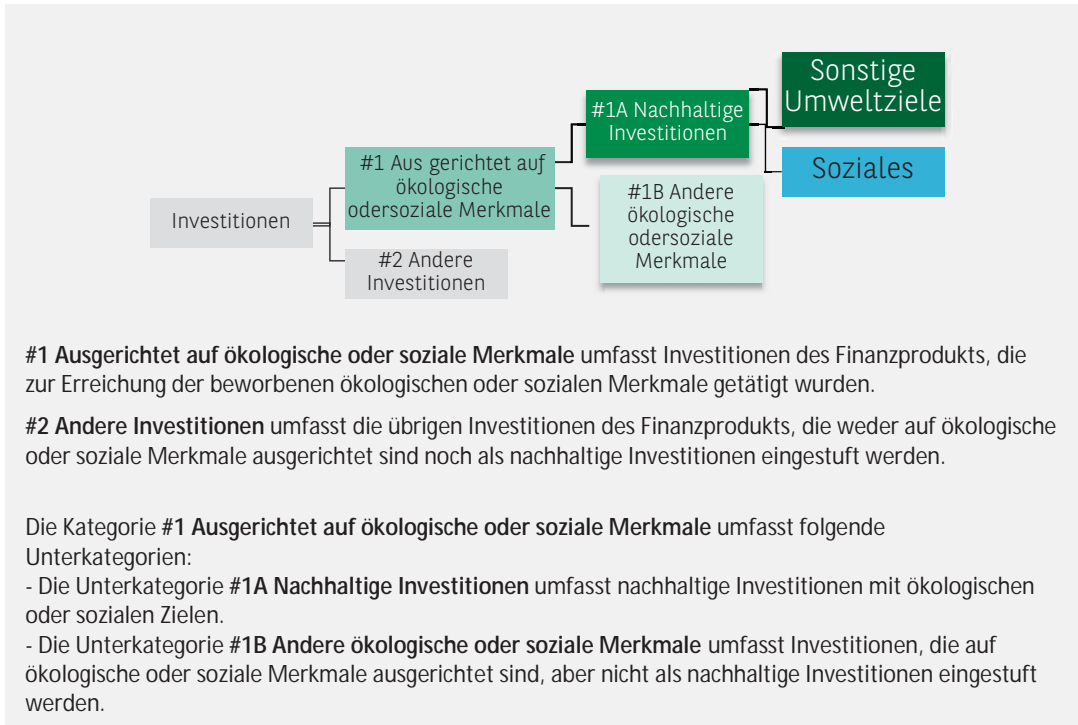 Sonstige
Umweltziele
#1A Nachhaltige
Investitionen
Soziales
#1 Aus gerichtet auf
ökologische
odersoziale Merkmale
#1B Andere
ökologische
odersoziale
Merkmale
Investitionen
#2 Andere
Investitionen
#1 Ausgerichtet auf ökologische oder soziale Merkmale umfasst Investitionen des Finanzprodukts, die
zur Erreichung der beworbenen ökologischen oder sozialen Merkmale getätigt wurden.
#2 Andere Investitionen umfasst die übrigen Investitionen des Finanzprodukts, die weder auf ökologische
oder soziale Merkmale ausgerichtet sind noch als nachhaltige Investitionen eingestuft werden.
Die Kategorie #1 Ausgerichtet auf ökologische oder soziale Merkmale umfasst folgende
Unterkategorien:
- Die Unterkategorie #1A Nachhaltige Investitionen umfasst nachhaltige Investitionen mit ökologischen
oder sozialen Zielen.
- Die Unterkategorie #1B Andere ökologische oder soziale Merkmale umfasst Investitionen, die auf
ökologische oder soziale Merkmale ausgerichtet sind, aber nicht als nachhaltige Investitionen eingestuft
werden.